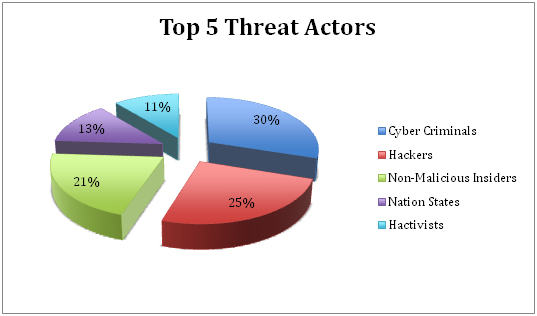 Top 5 Threat Actors
11%
30%
13%
21%
25%
Cyber Criminals
Hackers
Non-Malicious Insiders
Nation States
Hactivists